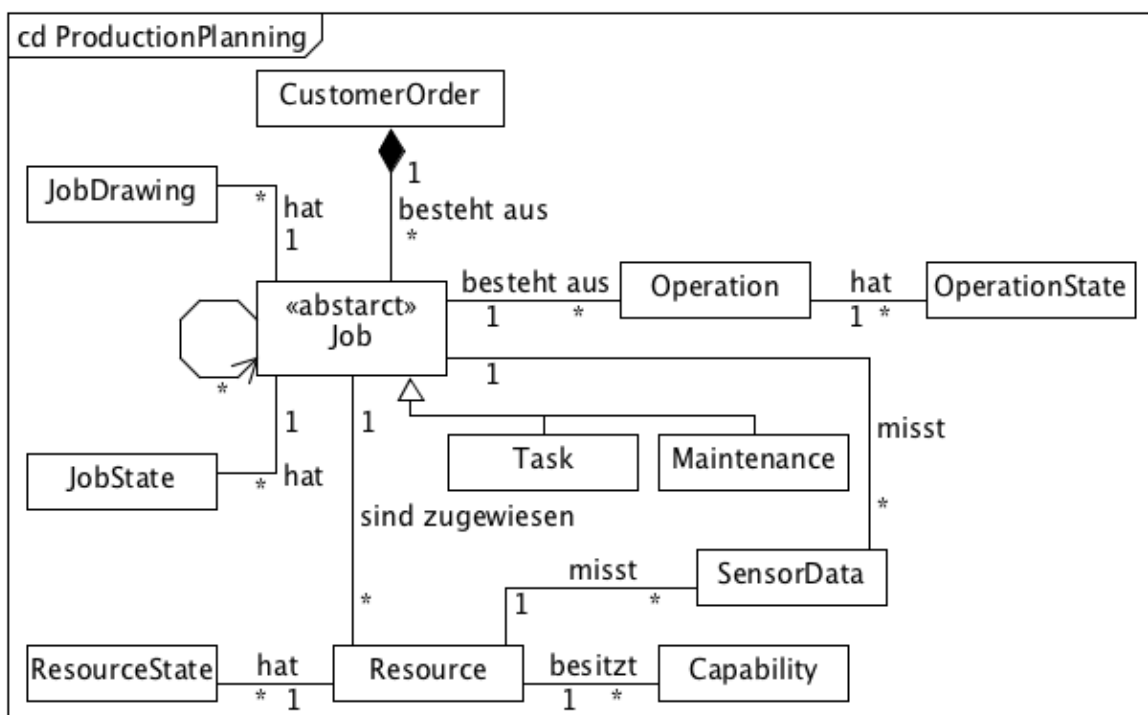 cd ProductionPlanning
CustomerOrder
1
JobDrawing
*
hat
1
besteht aus
*
«abstarct»
Job
besteht aus
1
*
Operation
hat
1
*
OperationState
*
1
misst
*
1
hat
*
JobState
1
sind zugewiesen
*
Task
Maintenance
SensorData
misst
1
*
ResourceState
hat
*
1
Resource
besitzt
1
*
Capability